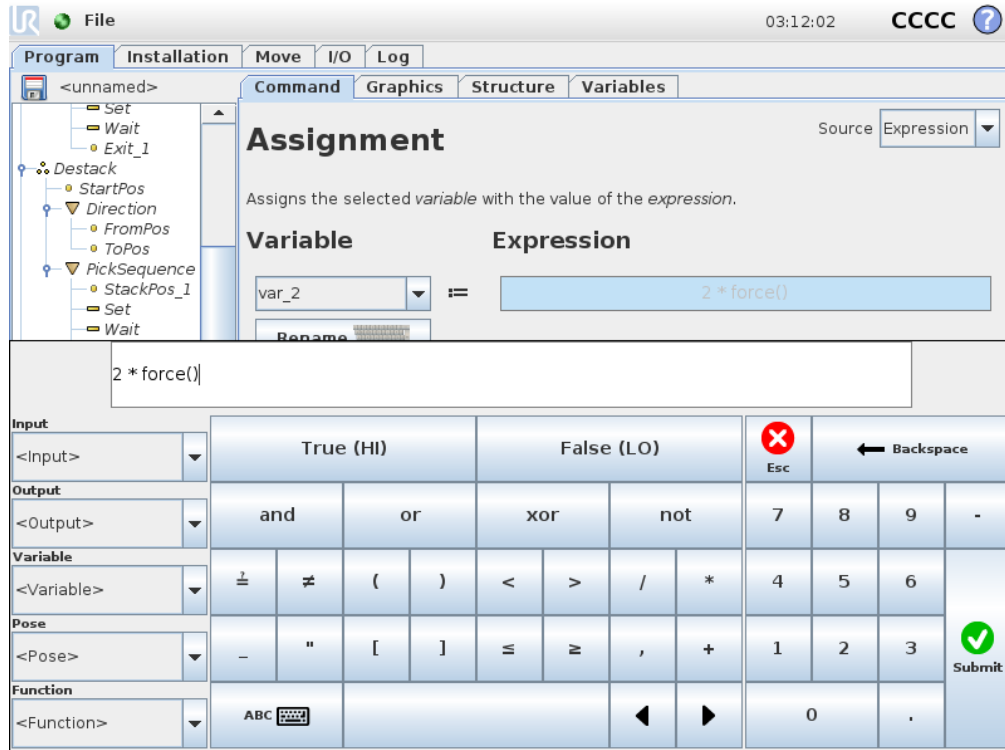 UR File 03:12:02 CCCC ?
Program Installation Move I/O Log
<unnamed> Command Graphics Structure Variables
Set
Wait
Exit_1
Destack
StartPos
Direction
FromPos
ToPos
PickSequence
StackPos_1
Set
Wait
Assignment Source Expression
Assigns the selected variable with the value of the expression.
Variable Expression
var_2 := 2 * force()
Rename
2 * force()
Input
<Input> True (HI) False (LO) Esc Backspace
Output
<Output> and or xor not 7 8 9 -
Variable
<Variable> ≟ ≠ ( ) < > / * 4 5 6
Pose
<Pose> _ " [ ] ≤ ≥ , + 1 2 3 Submit
Function
<Function> ABC 0 .